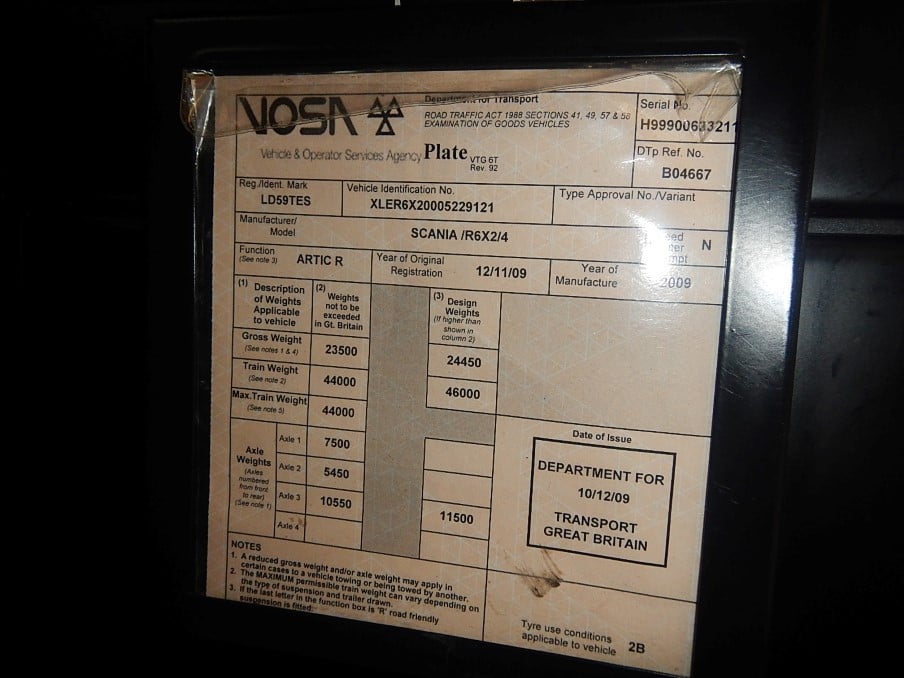 VOSA
Department for Transport
ROAD TRAFFIC ACT 1988 SECTIONS 41, 49, 57 & 58
EXAMINATION OF GOODS VEHICLES
Vehicle & Operator Services Agency
Plate VTG 6T
Rev. 92
Serial No.
H99900633211
DTp Ref. No.
B04667
Reg./Ident. Mark
LD59TES
Vehicle Identification No.
XLER6X20005229121
Type Approval No./Variant
Manufacturer/
Model
SCANIA /R6X2/4
N
Function
(See note 3)
ARTIC R
Year of Original
Registration
12/11/09
Year of
Manufacture
2009
(1) Description
of Weights
Applicable
to vehicle
(2) Weights
not to be
exceeded
in Gt. Britain
(3) Design
Weights
(If higher than
shown in
column 2)
Gross Weight
(See notes 1 & 4)
23500
24450
Train Weight
(See note 2)
44000
46000
Max.Train Weight
(See note 5)
44000
Axle
Weights
(Axles
numbered
from front
to rear)
(See note 1)
Axle 1
7500
Axle 2
5450
Axle 3
10550
11500
Axle 4
Date of Issue
DEPARTMENT FOR
10/12/09
TRANSPORT
GREAT BRITAIN
NOTES
1. A reduced gross weight and/or axle weight may apply in
certain cases to a vehicle towing or being towed by another.
2. The MAXIMUM permissible train weight can vary depending on
the type of suspension and trailer drawn.
3. If the last letter in the function box is 'R' road friendly
suspension is fitted.
Tyre use conditions
applicable to vehicle 2B